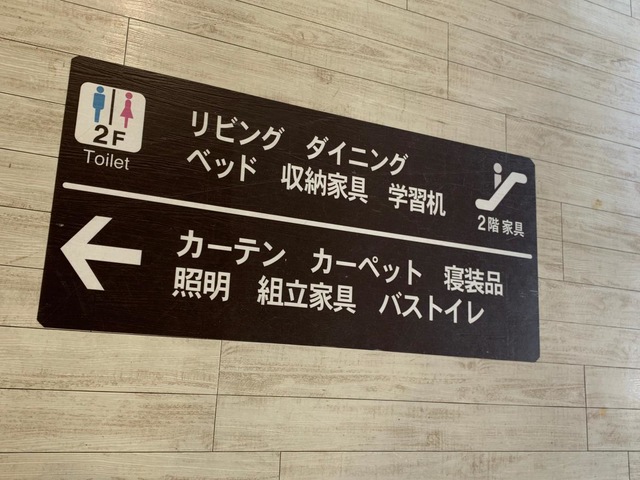 2F
Toilet
リビング ダイニング
ベッド 収納家具 学習机
2階 家具
カーテン カーペット 寝装品
照明 組立家具 バストイレ